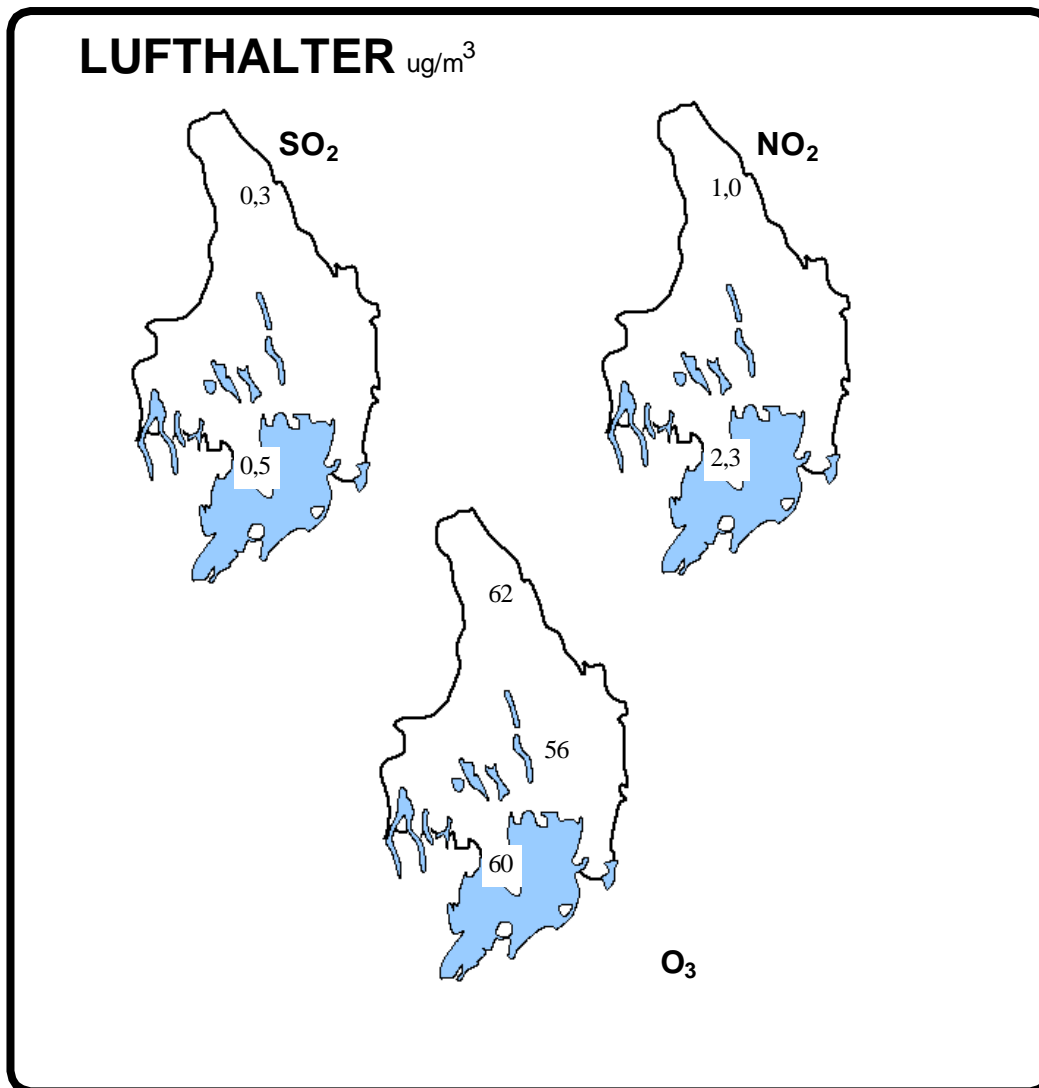 LUFTHALTER ug/m³
SO₂
0,3
0,5
NO₂
1,0
2,3
62
56
60
O₃